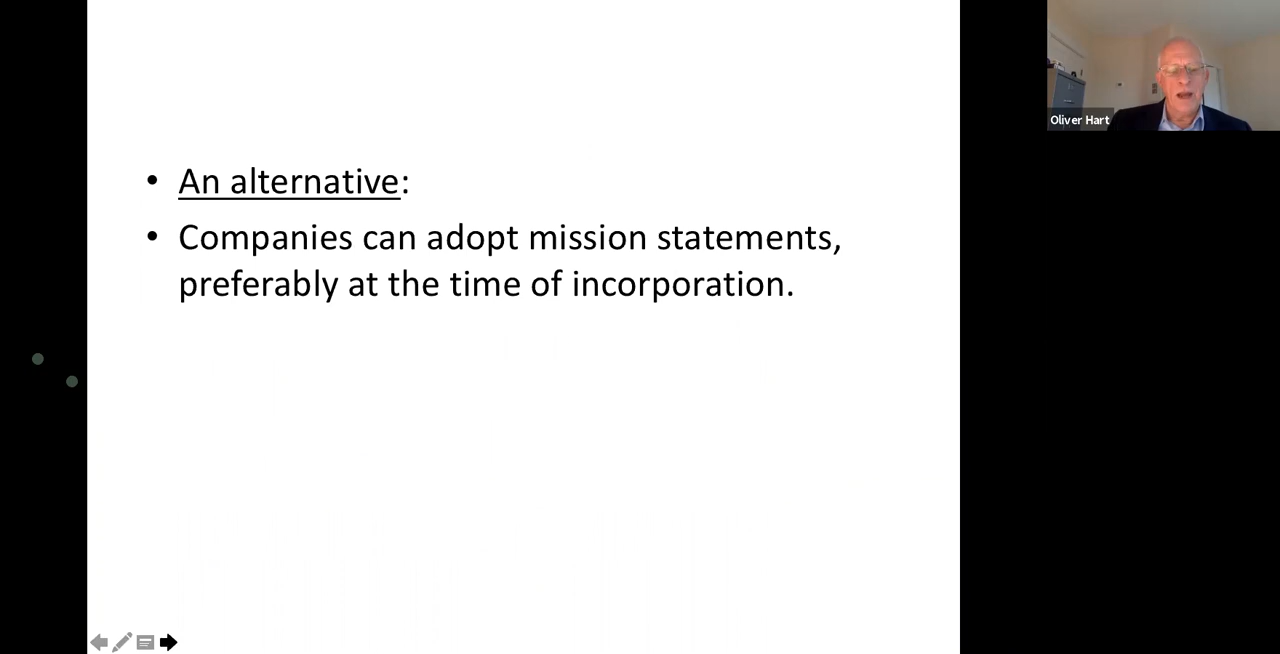 • An alternative:
• Companies can adopt mission statements,
preferably at the time of incorporation.
Oliver Hart